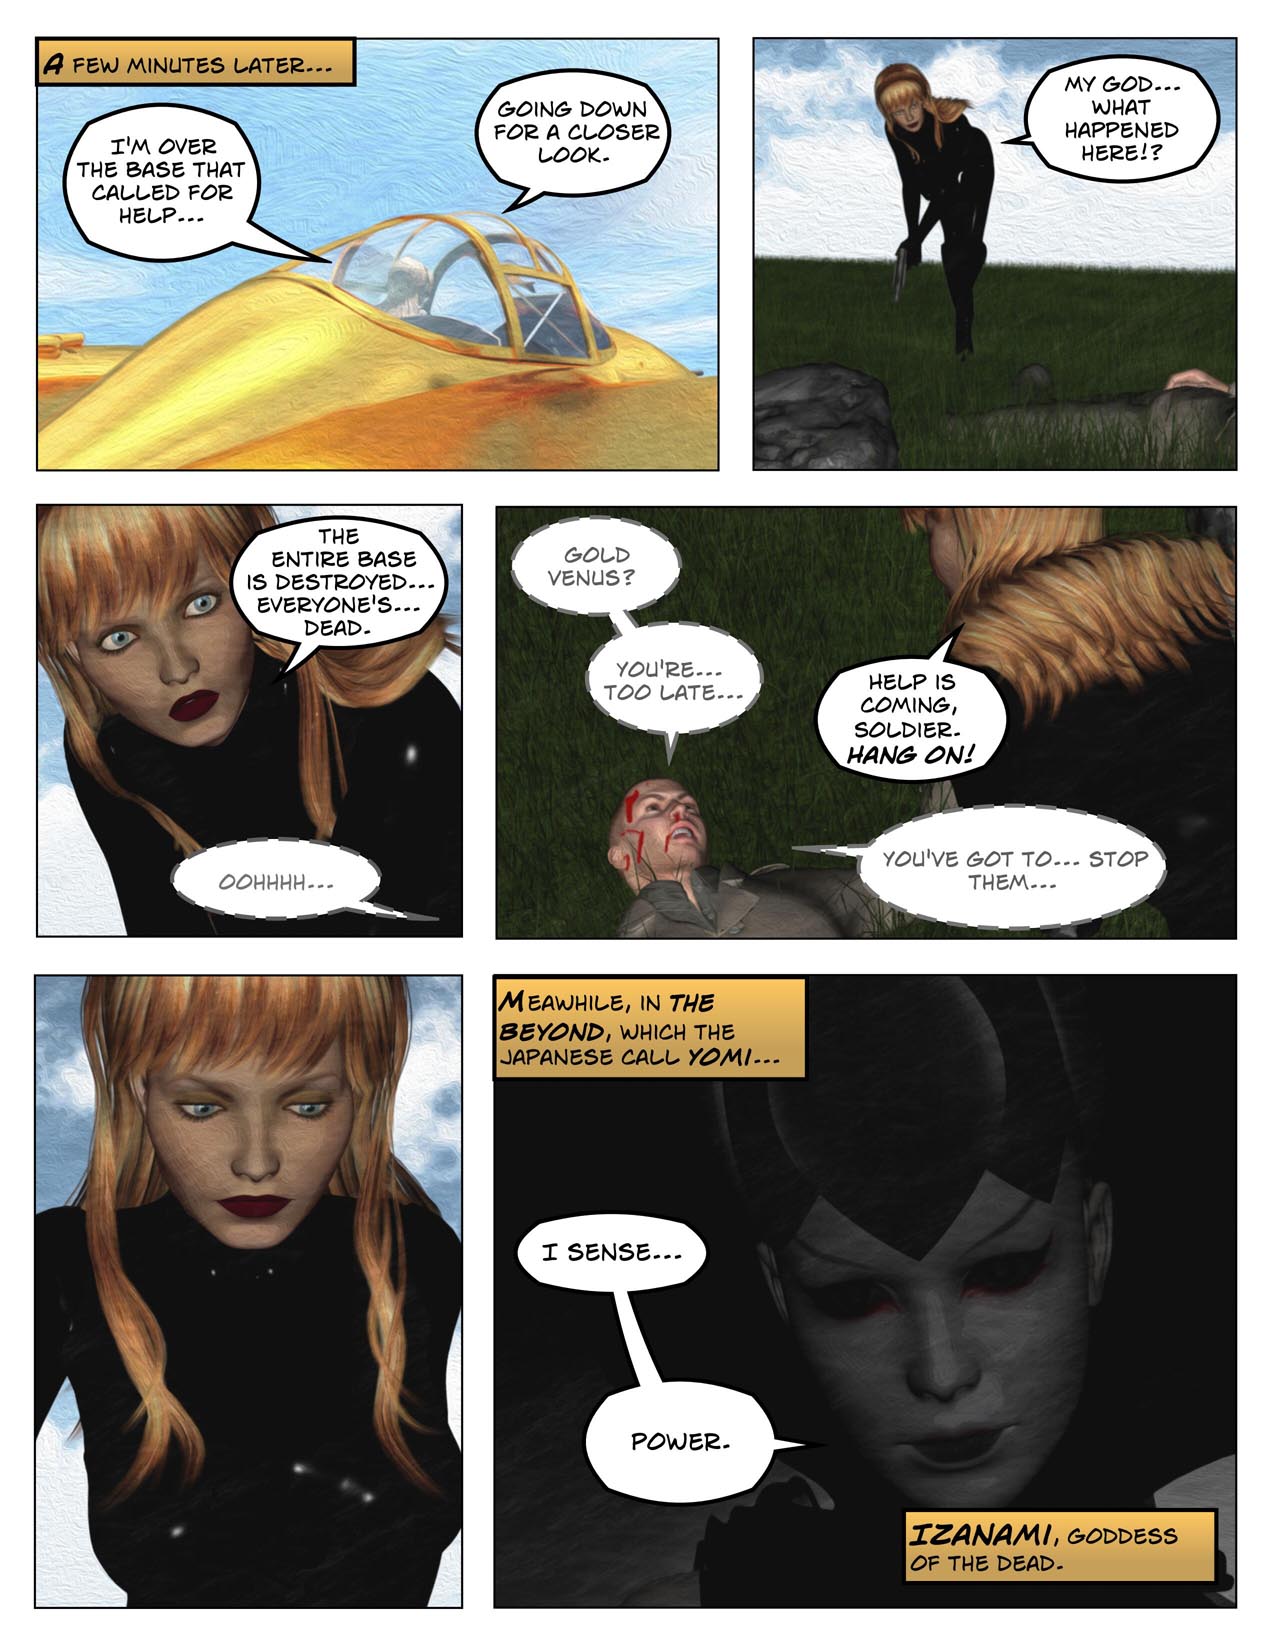 A FEW MINUTES LATER...
I'M OVER
THE BASE THAT
CALLED FOR
HELP...
GOING DOWN
FOR A CLOSER
LOOK.
MY GOD...
WHAT
HAPPENED
HERE!?
THE
ENTIRE BASE
IS DESTROYED...
EVERYONE'S...
DEAD.
OOHHHH...
GOLD
VENUS?
YOU'RE...
TOO LATE...
HELP IS
COMING,
SOLDIER.
HANG ON!
YOU'VE GOT TO... STOP
THEM...
MEAWHILE, IN THE
BEYOND, WHICH THE
JAPANESE CALL YOMI...
I SENSE...
POWER.
IZANAMI, GODDESS
OF THE DEAD.